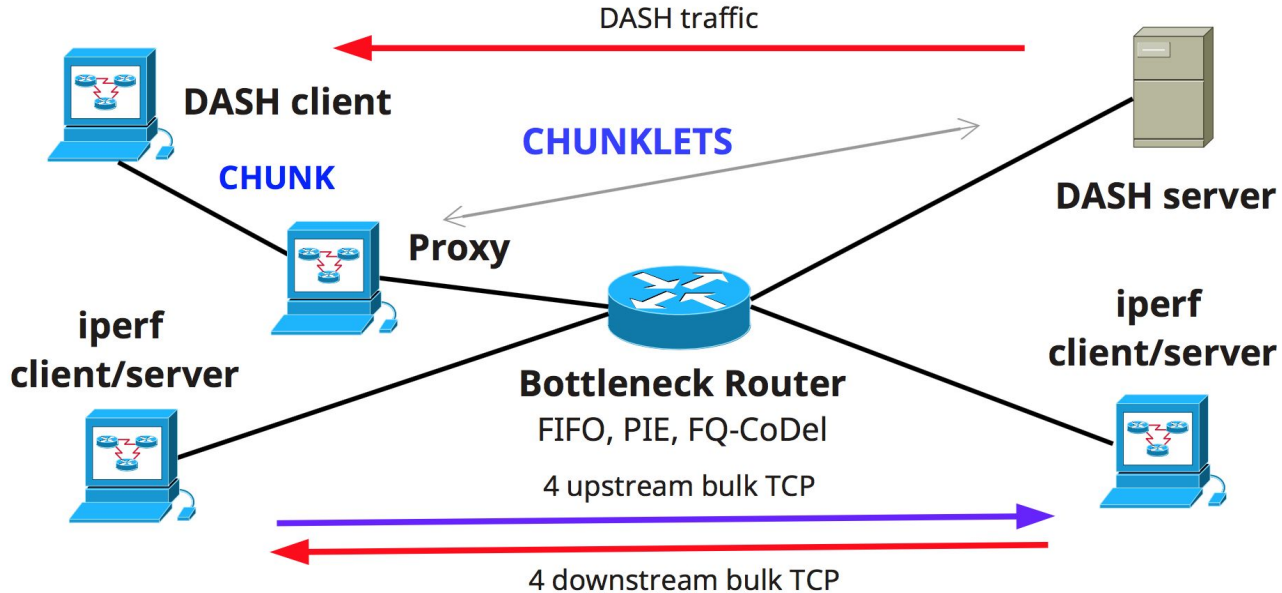 DASH traffic
DASH client
CHUNKLETS
CHUNK
DASH server
Proxy
iperf
client/server
iperf
client/server
Bottleneck Router
FIFO, PIE, FQ-CoDel
4 upstream bulk TCP
4 downstream bulk TCP